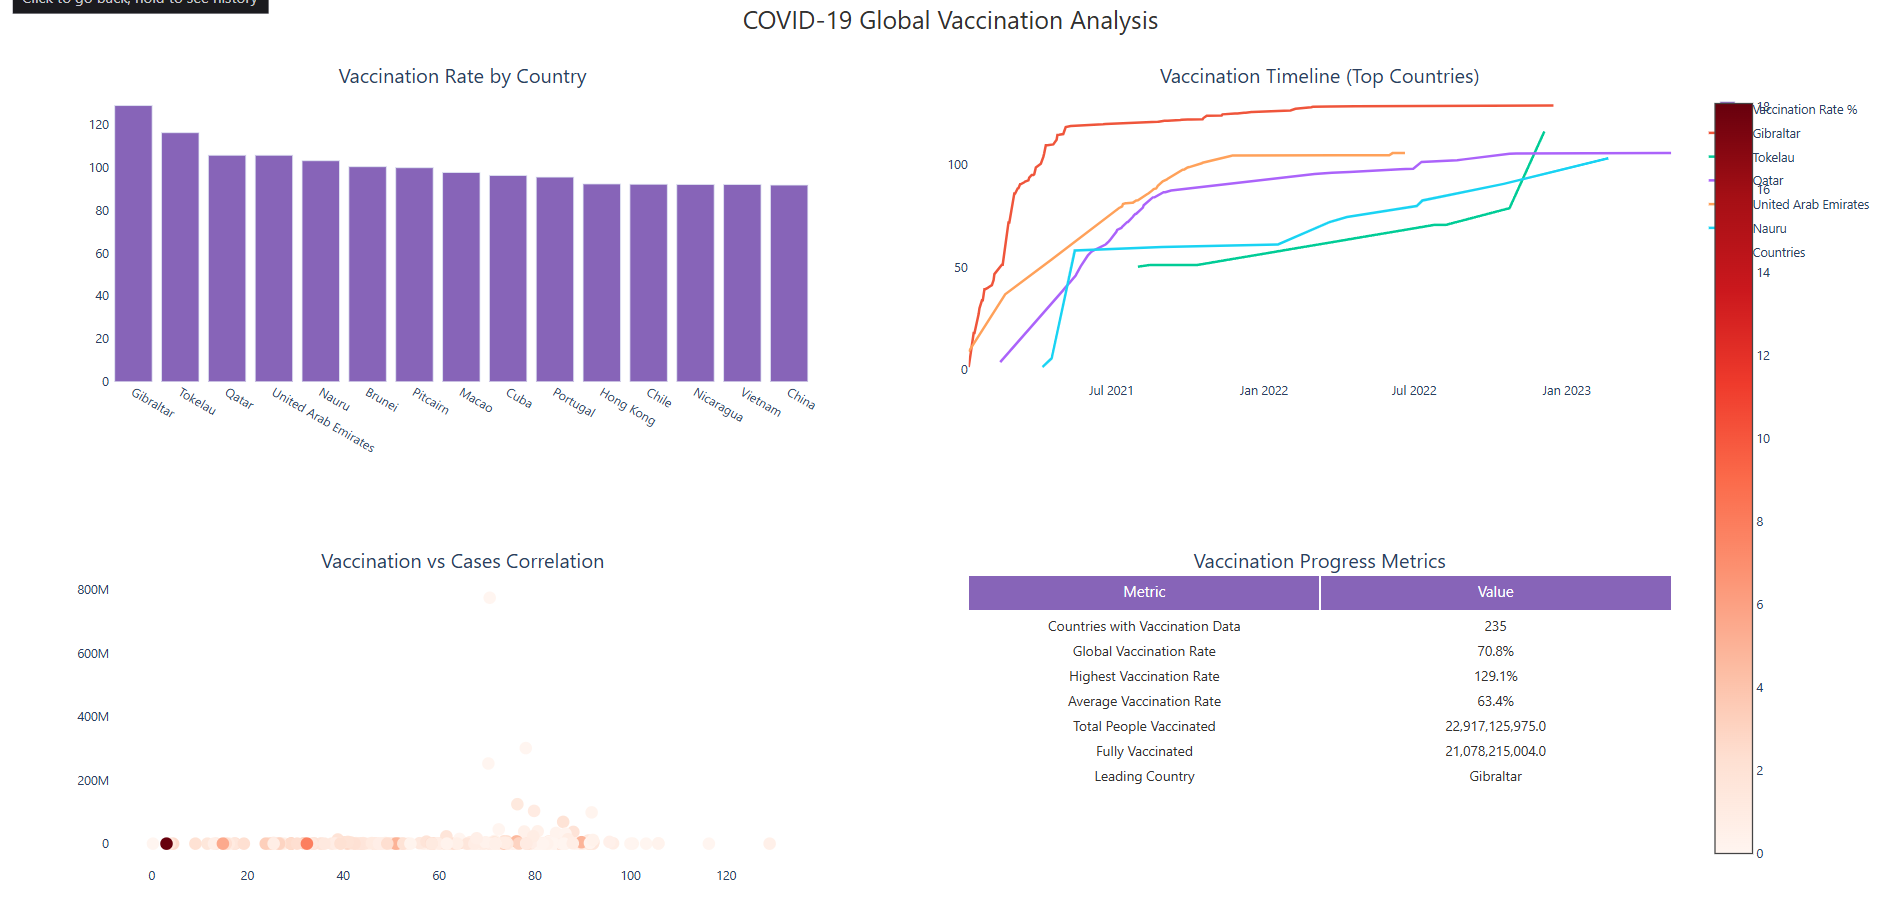 Click to go back, hold to see history
COVID-19 Global Vaccination Analysis
Vaccination Rate by Country
120
100
80
60
40
20
0
Gibraltar
Tokelau
Qatar
United Arab Emirates
Nauru
Brunei
Pitcairn
Macao
Cuba
Portugal
Hong Kong
Chile
Nicaragua
Vietnam
China
Vaccination Timeline (Top Countries)
100
50
0
Jul 2021
Jan 2022
Jul 2022
Jan 2023
Vaccination Rate %
Gibraltar
Tokelau
Qatar
United Arab Emirates
Nauru
Countries
18
16
14
12
10
8
6
4
2
0
Vaccination vs Cases Correlation
800M
600M
400M
200M
0
0
20
40
60
80
100
120
Vaccination Progress Metrics
Metric Value
Countries with Vaccination Data 235
Global Vaccination Rate 70.8%
Highest Vaccination Rate 129.1%
Average Vaccination Rate 63.4%
Total People Vaccinated 22,917,125,975.0
Fully Vaccinated 21,078,215,004.0
Leading Country Gibraltar